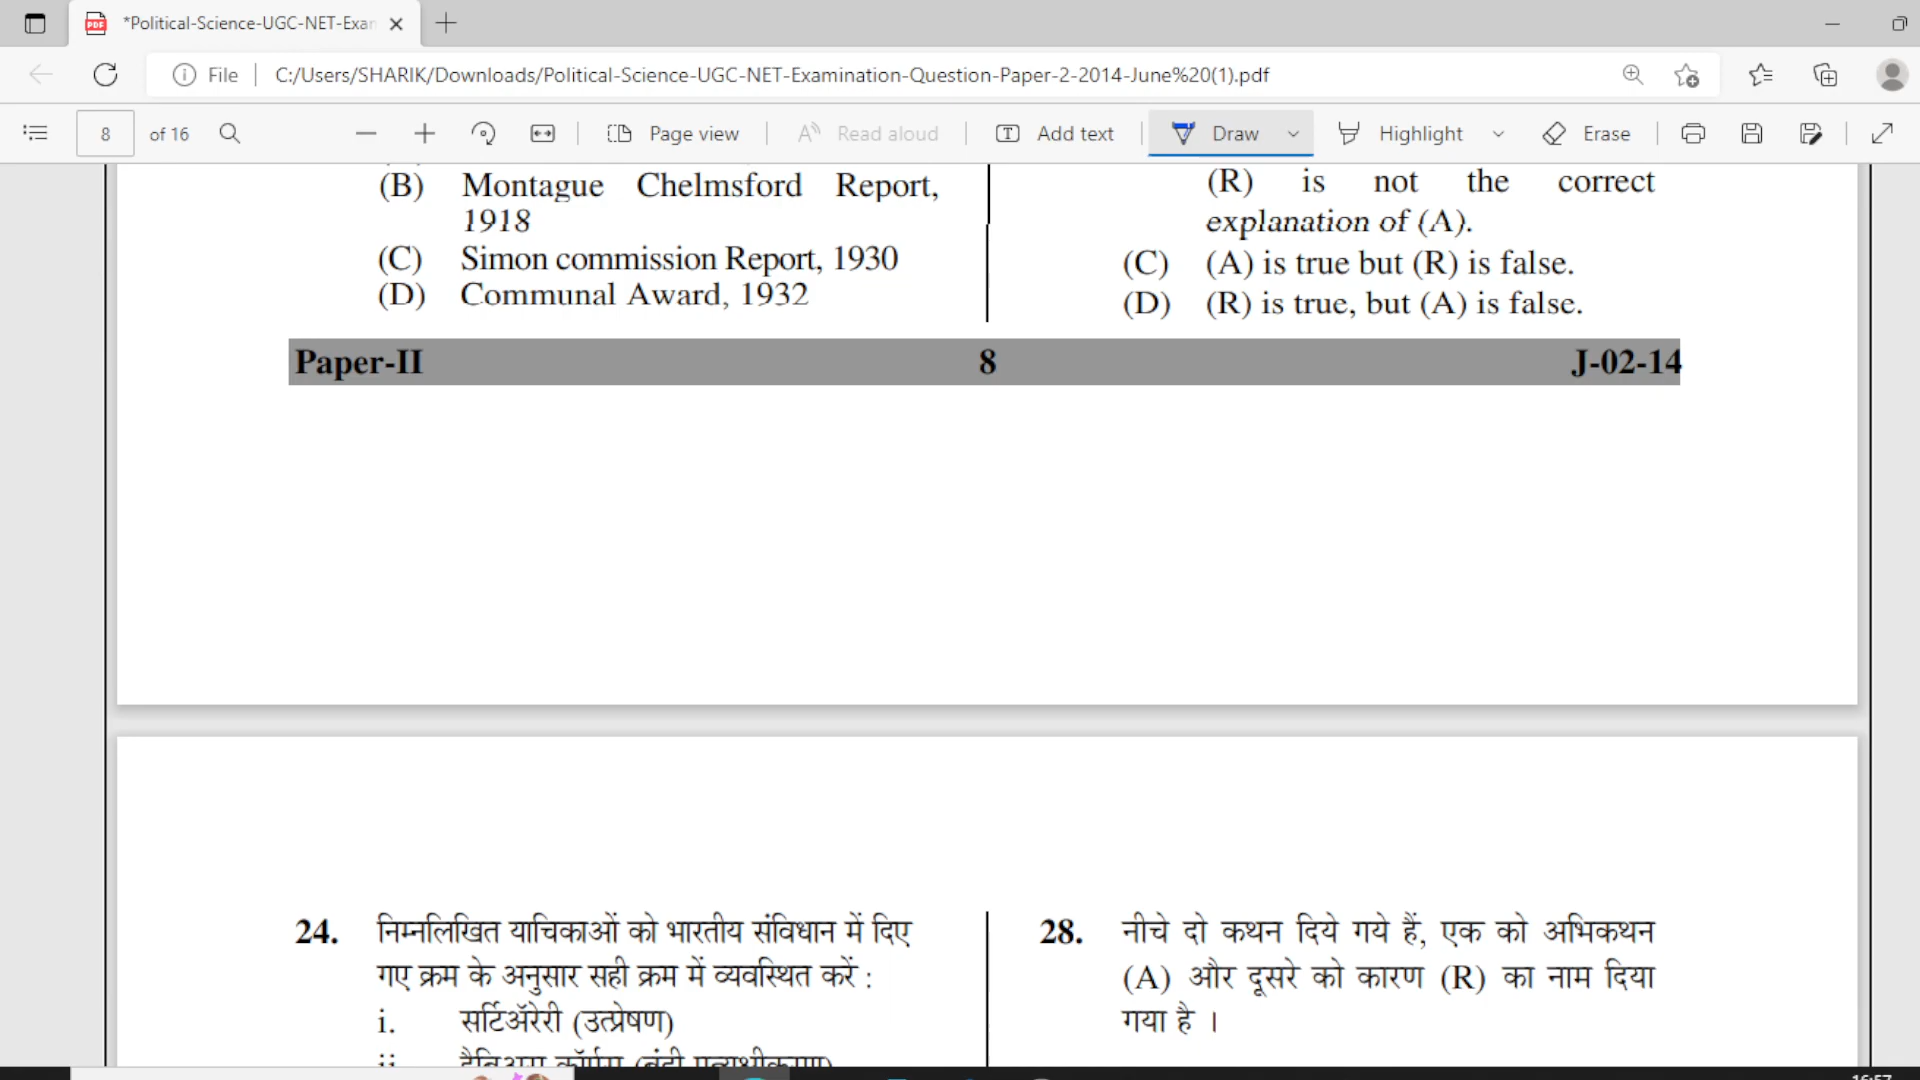 *Political-Science-UGC-NET-Exan
File
C:/Users/SHARIK/Downloads/Political-Science-UGC-NET-Examination-Question-Paper-2-2014-June%20(1).pdf
8 of 16
Page view
Read aloud
Add text
Draw
Highlight
Erase
(B) Montague Chelmsford Report,
1918
(C) Simon commission Report, 1930
(D) Communal Award, 1932
(R) is not the correct
explanation of (A).
(C) (A) is true but (R) is false.
(D) (R) is true, but (A) is false.
Paper-II 8 J-02-14
24. निम्नलिखित याचिकाओं को भारतीय संविधान में दिए
गए क्रम के अनुसार सही क्रम में व्यवस्थित करें :
i. सर्टिऑरेरी (उत्प्रेषण)
ii
28. नीचे दो कथन दिये गये हैं, एक को अभिकथन
(A) और दूसरे को कारण (R) का नाम दिया
गया है ।